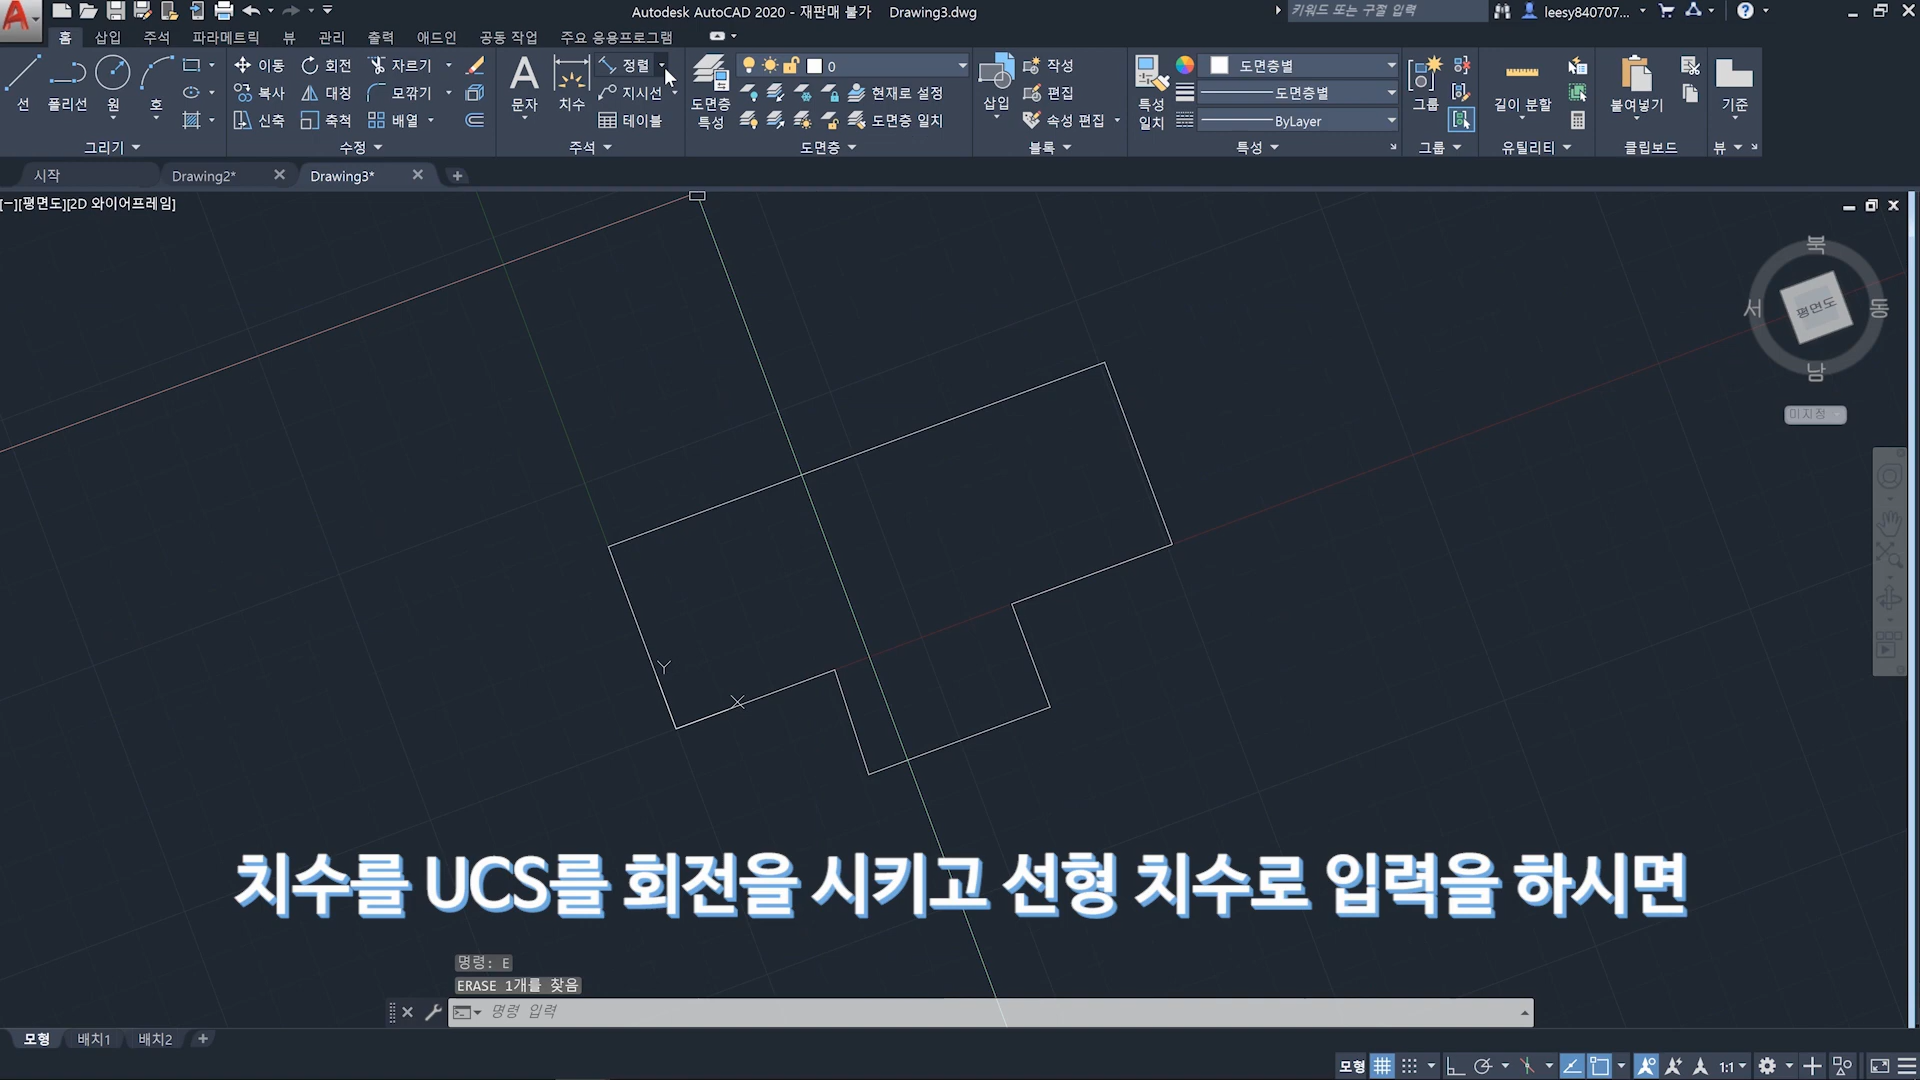 Autodesk AutoCAD 2020 - 재판매 불가 Drawing3.dwg
키워드 또는 구절 입력
leesy840707...
홈 삽입 주석 파라메트릭 뷰 관리 출력 애드인 공동 작업 주요 응용프로그램
선 폴리선 원 호
이동 회전 자르기
복사 대칭 모깎기
신축 축척 배열
문자 치수
정렬
지시선
테이블
도면층 특성
0
현재로 설정
도면층 일치
삽입
작성
편집
속성 편집
특성 일치
도면층별
도면층별
ByLayer
그룹
길이 분할
붙여넣기
기준
그리기 수정 주석 도면층 블록 특성 그룹 유틸리티 클립보드 뷰
시작 Drawing2* Drawing3*
[−][평면도][2D 와이어프레임]
북
서 평면도 동
남
미지정
Y
X
치수를 UCS를 회전을 시키고 선형 치수로 입력을 하시면
명령: E
ERASE 1개를 찾음
명령 입력
모형 배치1 배치2
모형 1:1